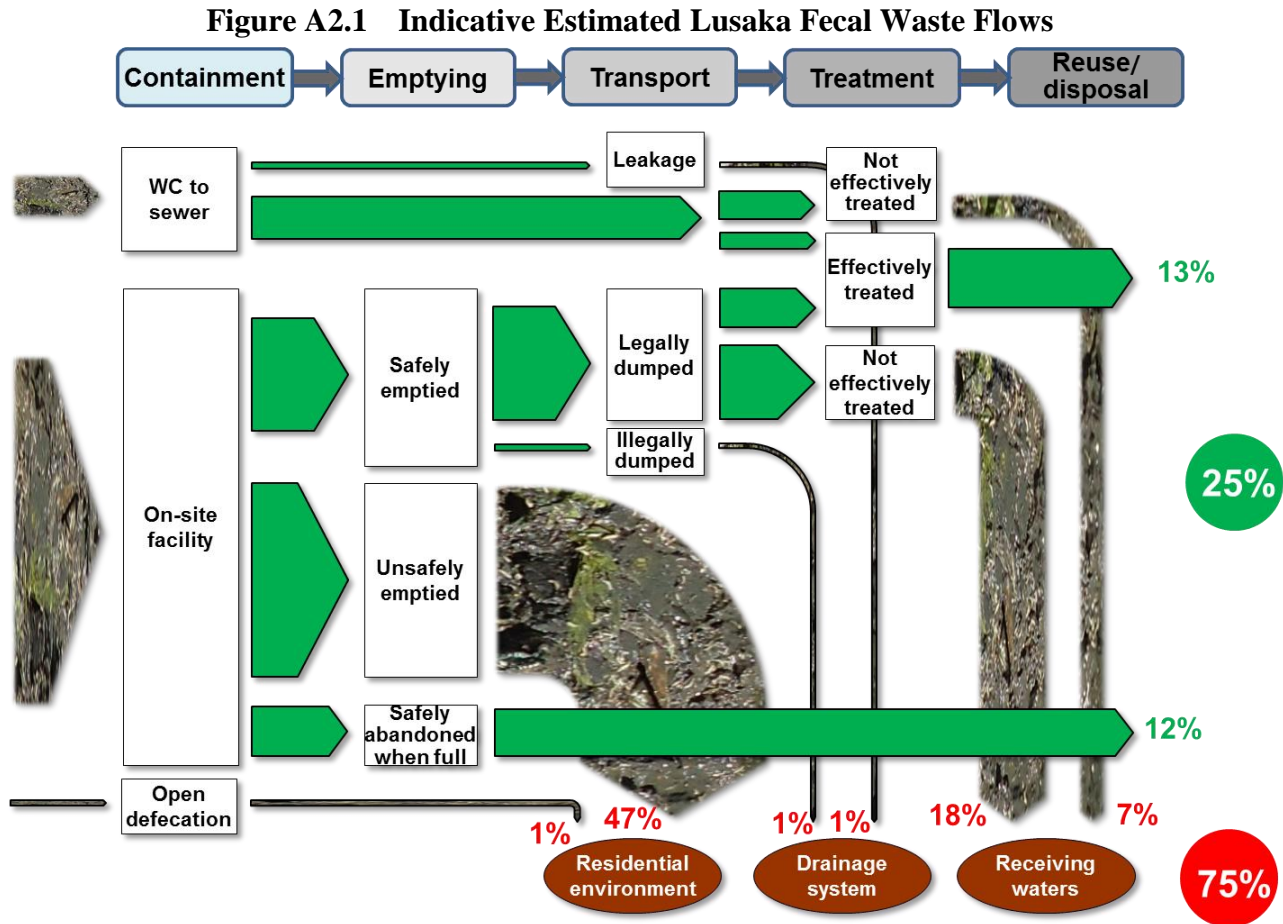 Figure A2.1 Indicative Estimated Lusaka Fecal Waste Flows
Containment
Emptying
Transport
Treatment
Reuse/
disposal
WC to
sewer
Leakage
Not
effectively
treated
Effectively
treated
13%
On-site
facility
Safely
emptied
Legally
dumped
Not
effectively
treated
Illegally
dumped
25%
Unsafely
emptied
Safely
abandoned
when full
12%
Open
defecation
1%
47%
1%
1%
18%
7%
Residential
environment
Drainage
system
Receiving
waters
75%